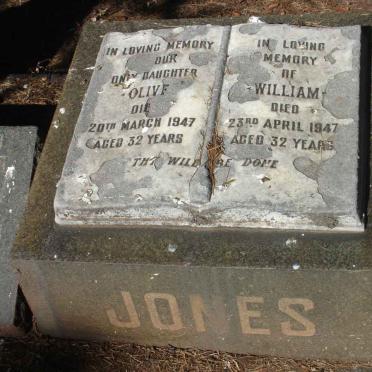 IN LOVING MEMORY
OUR
ONLY DAUGHTER
OLIVE
DIED
20TH MARCH 1947
AGED 32 YEARS
IN LOVING
MEMORY
OF
WILLIAM
DIED
23RD APRIL 1947
AGED 32 YEARS
THY WILL BE DONE
JONES